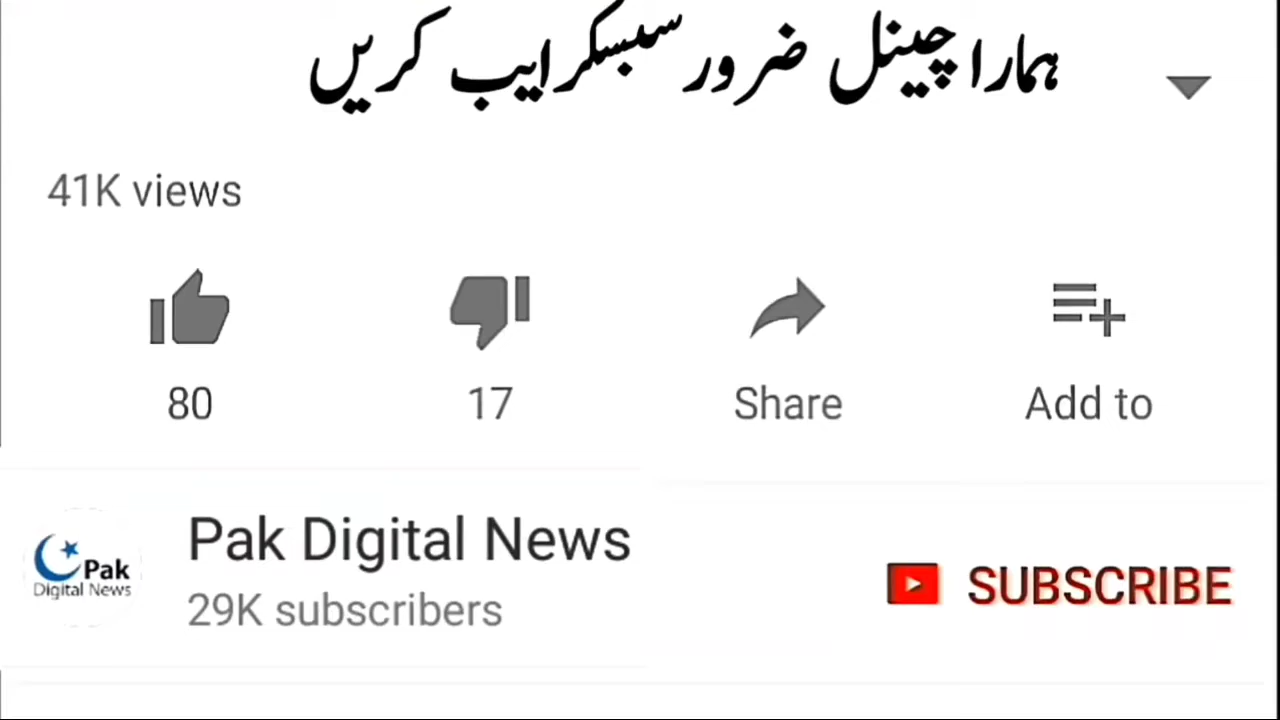 ہمارا چینل ضرور سبسکرایب کریں
41K views
80 17 Share Add to
Pak Digital News
29K subscribers
SUBSCRIBE
Pak
Digital News